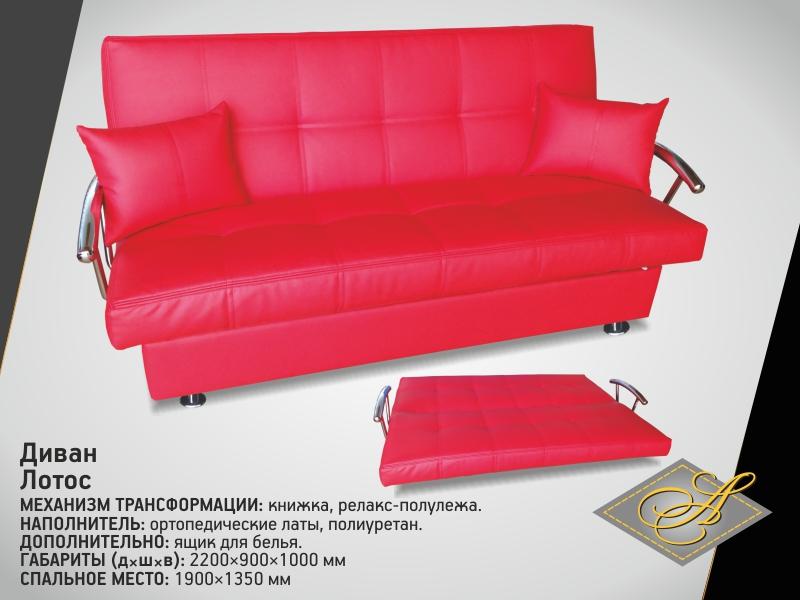 Диван
Лотос
МЕХАНИЗМ ТРАНСФОРМАЦИИ: книжка, релакс-полулежа.
НАПОЛНИТЕЛЬ: ортопедические латы, полиуретан.
ДОПОЛНИТЕЛЬНО: ящик для белья.
ГАБАРИТЫ (д×ш×в): 2200×900×1000 мм
СПАЛЬНОЕ МЕСТО: 1900×1350 мм